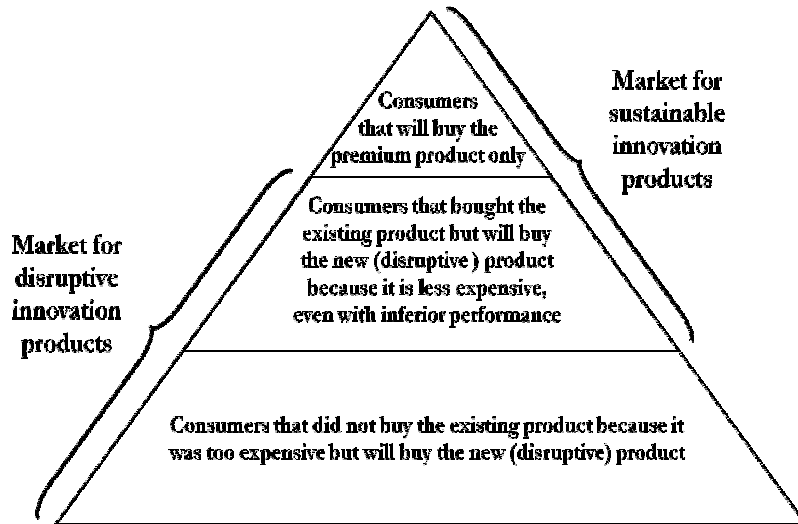 Consumers
that will buy the
premium product only
Market for
sustainable
innovation
products
Consumers that bought the
existing product but will buy
the new (disruptive ) product
because it is less expensive,
even with inferior performance
Market for
disruptive
innovation
products
Consumers that did not buy the existing product because it
was too expensive but will buy the new (disruptive) product